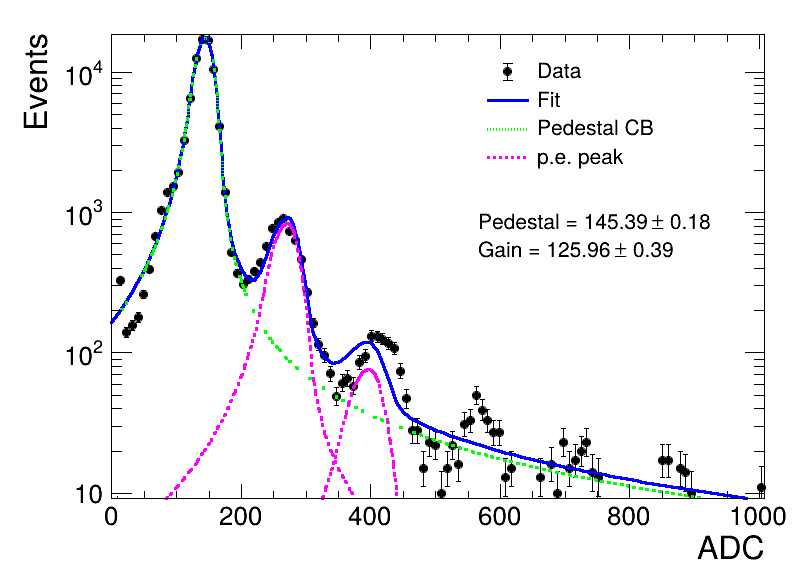 Events
10⁴
10³
10²
10
Data
Fit
Pedestal CB
p.e. peak
Pedestal = 145.39 ± 0.18
Gain = 125.96 ± 0.39
0 200 400 600 800 1000
ADC